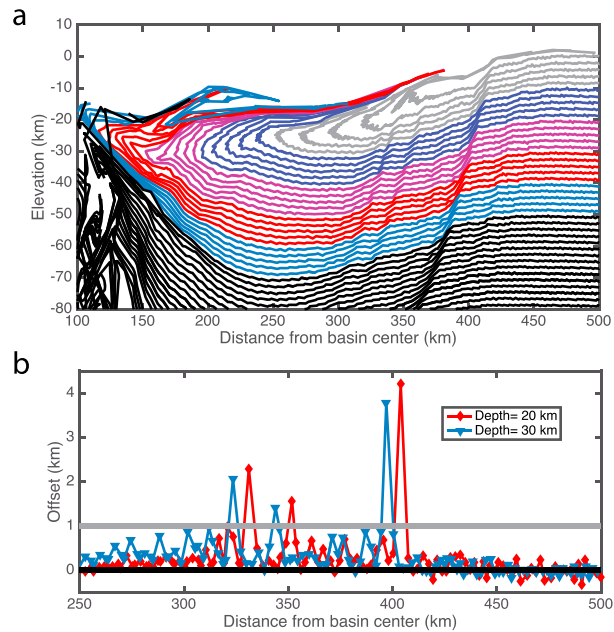 a
10
0
-10
-20
-30
-40
-50
-60
-70
-80
Elevation (km)
100 150 200 250 300 350 400 450 500
Distance from basin center (km)
b
4
3
2
1
0
Offset (km)
Depth= 20 km
Depth= 30 km
250 300 350 400 450 500
Distance from basin center (km)